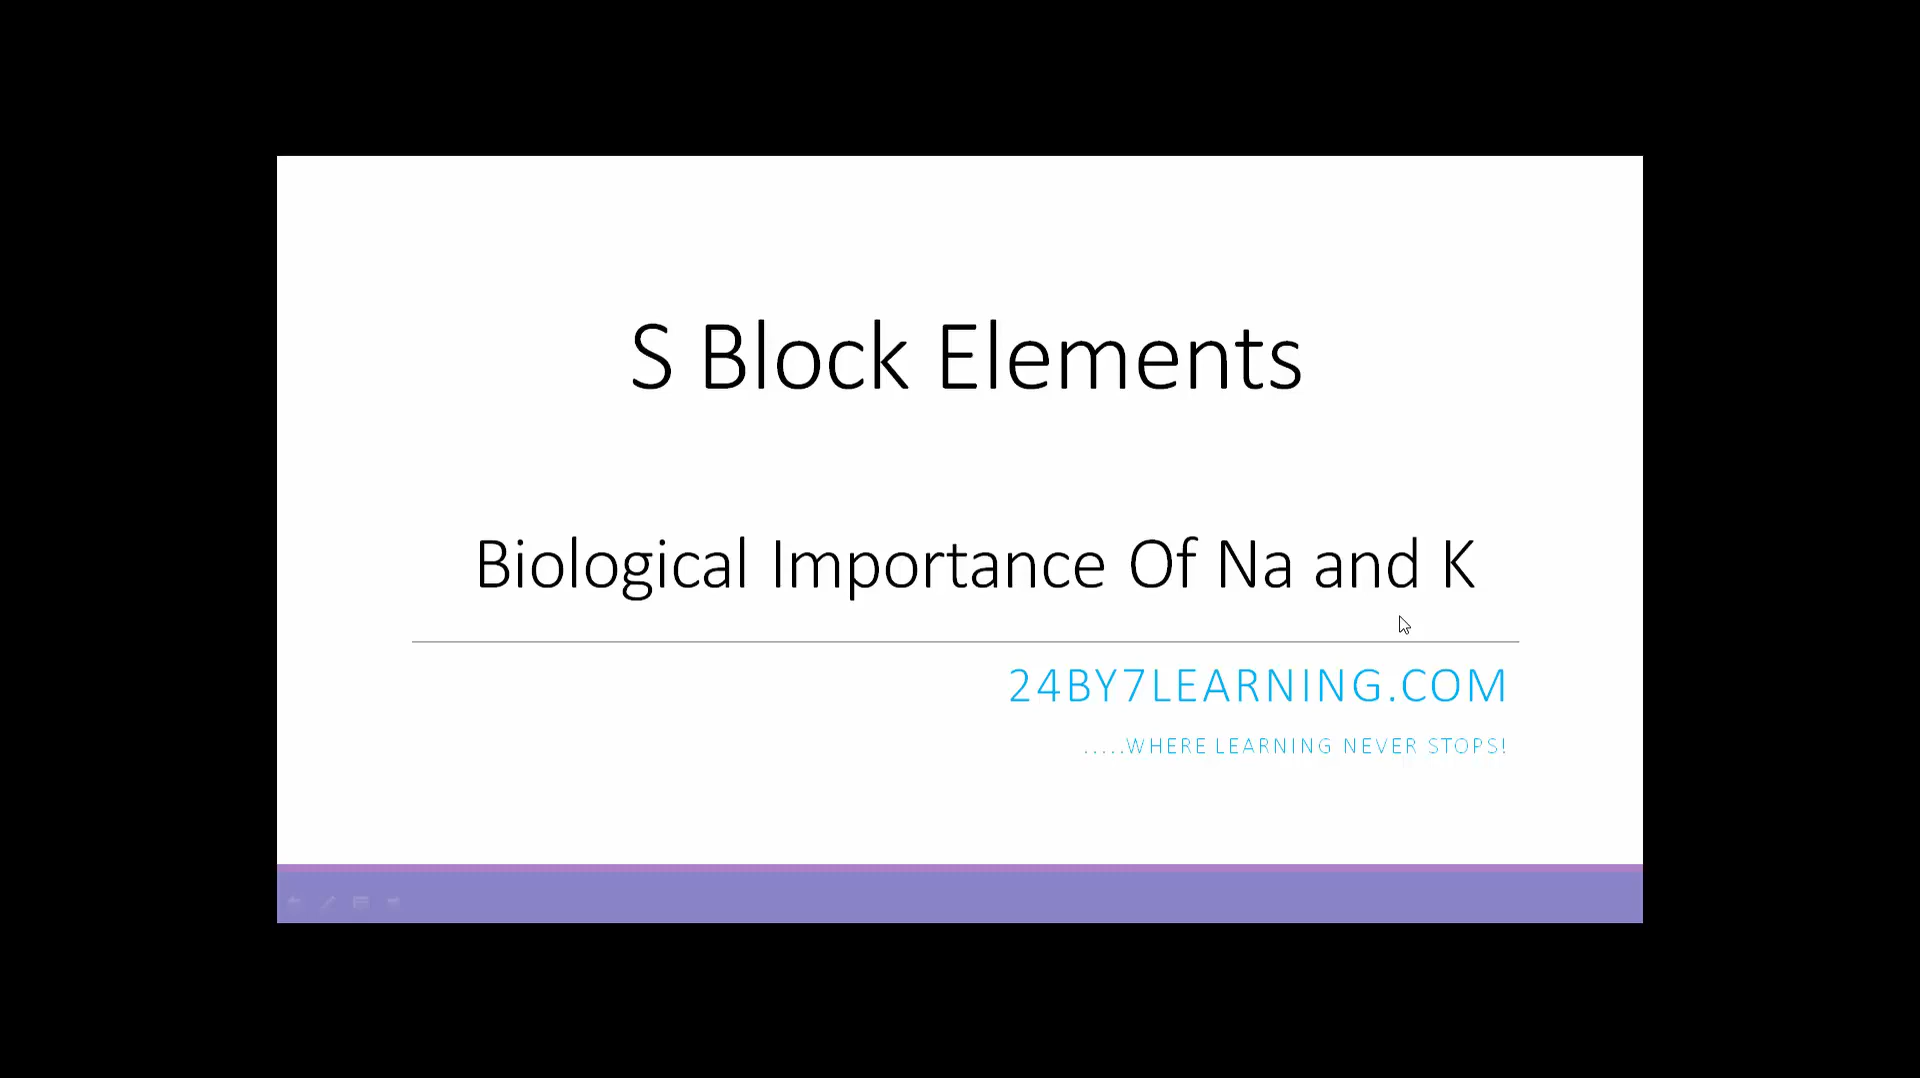 S Block Elements
Biological Importance Of Na and K
24BY7LEARNING.COM
.....WHERE LEARNING NEVER STOPS!